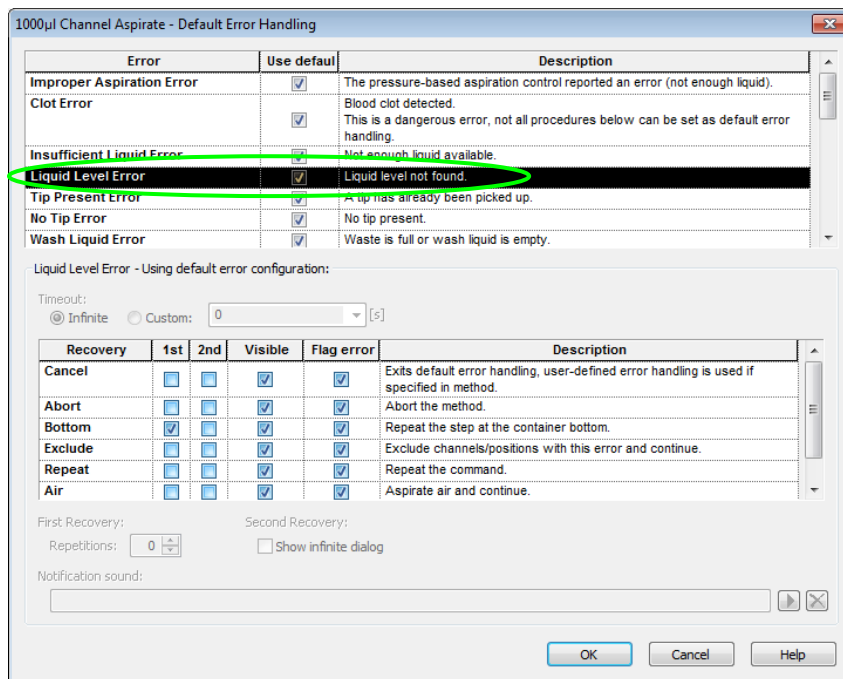 1000µl Channel Aspirate - Default Error Handling
Error Use defaul Description
Improper Aspiration Error The pressure-based aspiration control reported an error (not enough liquid).
Clot Error Blood clot detected.
This is a dangerous error, not all procedures below can be set as default error
handling.
Insufficient Liquid Error Not enough liquid available.
Liquid Level Error Liquid level not found.
Tip Present Error A tip has already been picked up.
No Tip Error No tip present.
Wash Liquid Error Waste is full or wash liquid is empty.
Liquid Level Error - Using default error configuration:
Timeout:
Infinite Custom: 0 [s]
Recovery 1st 2nd Visible Flag error Description
Cancel Exits default error handling, user-defined error handling is used if
specified in method.
Abort Abort the method.
Bottom Repeat the step at the container bottom.
Exclude Exclude channels/positions with this error and continue.
Repeat Repeat the command.
Air Aspirate air and continue.
First Recovery: Second Recovery:
Repetitions: 0 Show infinite dialog
Notification sound:
OK Cancel Help